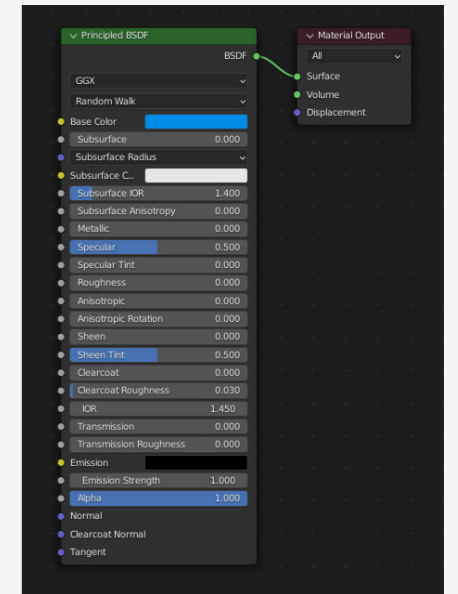 Principled BSDF
BSDF
GGX
Random Walk
Base Color
Subsurface 0.000
Subsurface Radius
Subsurface C...
Subsurface IOR 1.400
Subsurface Anisotropy 0.000
Metallic 0.000
Specular 0.500
Specular Tint 0.000
Roughness 0.000
Anisotropic 0.000
Anisotropic Rotation 0.000
Sheen 0.000
Sheen Tint 0.500
Clearcoat 0.000
Clearcoat Roughness 0.030
IOR 1.450
Transmission 0.000
Transmission Roughness 0.000
Emission
Emission Strength 1.000
Alpha 1.000
Normal
Clearcoat Normal
Tangent
Material Output
All
Surface
Volume
Displacement